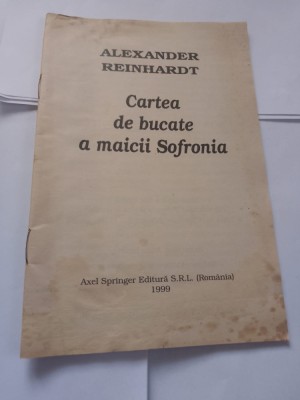 ALEXANDER
REINHARDT
Cartea
de bucate
a maicii Sofronia
Axel Springer Editură S.R.L. (România)
1999